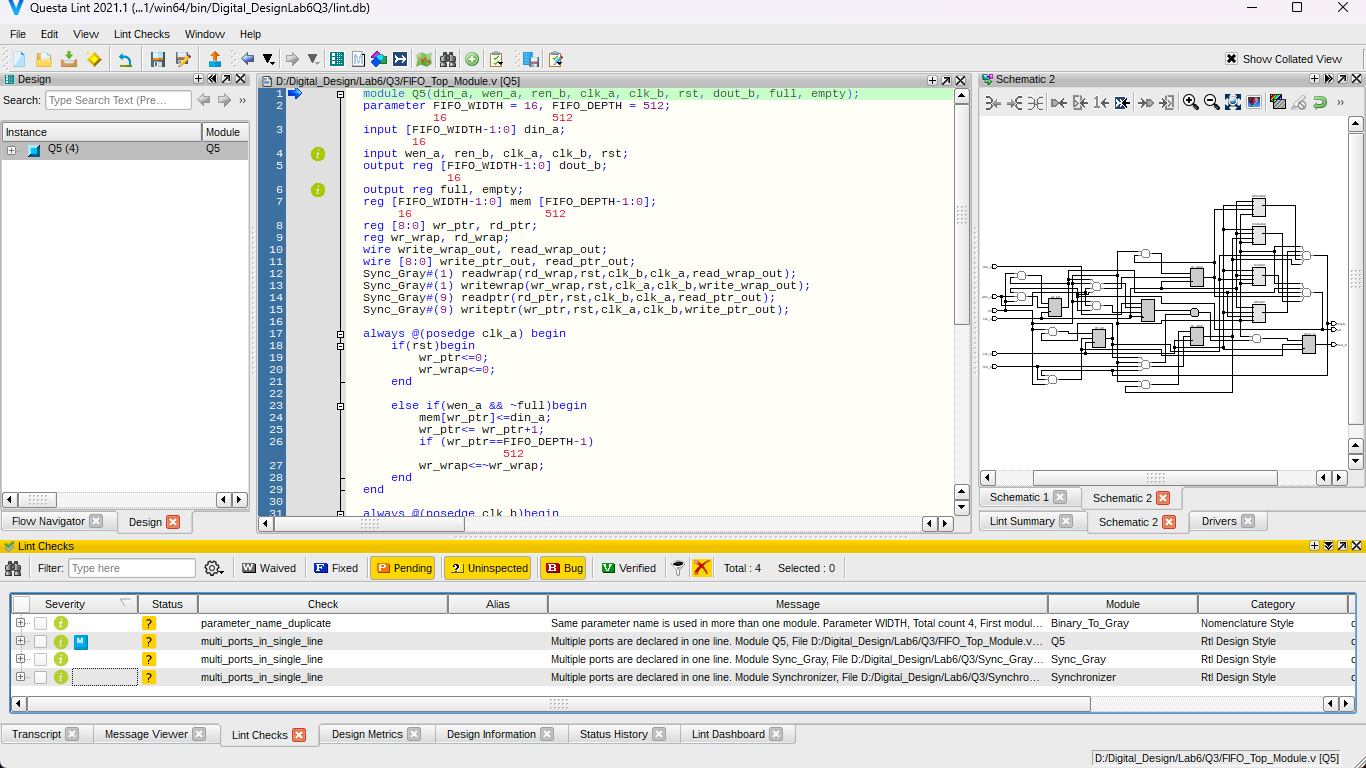 Questa Lint 2021.1 (...1/win64/bin/Digital_DesignLab6Q3/lint.db)
File Edit View Lint Checks Window Help
Show Collated View
Design
Search: Type Search Text (Pre…
Instance Module
Q5 (4) Q5
Flow Navigator Design
D:/Digital_Design/Lab6/Q3/FIFO_Top_Module.v [Q5]
1 module Q5(din_a, wen_a, ren_b, clk_a, clk_b, rst, dout_b, full, empty);
2 parameter FIFO_WIDTH = 16, FIFO_DEPTH = 512;
16 512
3 input [FIFO_WIDTH-1:0] din_a;
16
4 input wen_a, ren_b, clk_a, clk_b, rst;
5 output reg [FIFO_WIDTH-1:0] dout_b;
16
6 output reg full, empty;
7 reg [FIFO_WIDTH-1:0] mem [FIFO_DEPTH-1:0];
16 512
8 reg [8:0] wr_ptr, rd_ptr;
9 reg wr_wrap, rd_wrap;
10 wire write_wrap_out, read_wrap_out;
11 wire [8:0] write_ptr_out, read_ptr_out;
12 Sync_Gray#(1) readwrap(rd_wrap,rst,clk_b,clk_a,read_wrap_out);
13 Sync_Gray#(1) writewrap(wr_wrap,rst,clk_a,clk_b,write_wrap_out);
14 Sync_Gray#(9) readptr(rd_ptr,rst,clk_b,clk_a,read_ptr_out);
15 Sync_Gray#(9) writeptr(wr_ptr,rst,clk_a,clk_b,write_ptr_out);
16
17 always @(posedge clk_a) begin
18 if(rst)begin
19 wr_ptr<=0;
20 wr_wrap<=0;
21 end
22
23 else if(wen_a && ~full)begin
24 mem[wr_ptr]<=din_a;
25 wr_ptr<= wr_ptr+1;
26 if (wr_ptr==FIFO_DEPTH-1)
512
27 wr_wrap<=~wr_wrap;
28 end
29 end
30
31 always @(posedge clk_b)begin
Schematic 2
Schematic 1 Schematic 2
Lint Summary Schematic 2 Drivers
Lint Checks
Filter: Type here W Waived F Fixed P Pending ? Uninspected B Bug V Verified Total : 4 Selected : 0
Severity Status Check Alias Message Module Category
i ? parameter_name_duplicate Same parameter name is used in more than one module. Parameter WIDTH, Total count 4, First modul... Binary_To_Gray Nomenclature Style
i M ? multi_ports_in_single_line Multiple ports are declared in one line. Module Q5, File D:/Digital_Design/Lab6/Q3/FIFO_Top_Module.v... Q5 Rtl Design Style
i ? multi_ports_in_single_line Multiple ports are declared in one line. Module Sync_Gray, File D:/Digital_Design/Lab6/Q3/Sync_Gray... Sync_Gray Rtl Design Style
i ? multi_ports_in_single_line Multiple ports are declared in one line. Module Synchronizer, File D:/Digital_Design/Lab6/Q3/Synchro... Synchronizer Rtl Design Style
Transcript Message Viewer Lint Checks Design Metrics Design Information Status History Lint Dashboard
D:/Digital_Design/Lab6/Q3/FIFO_Top_Module.v [Q5]